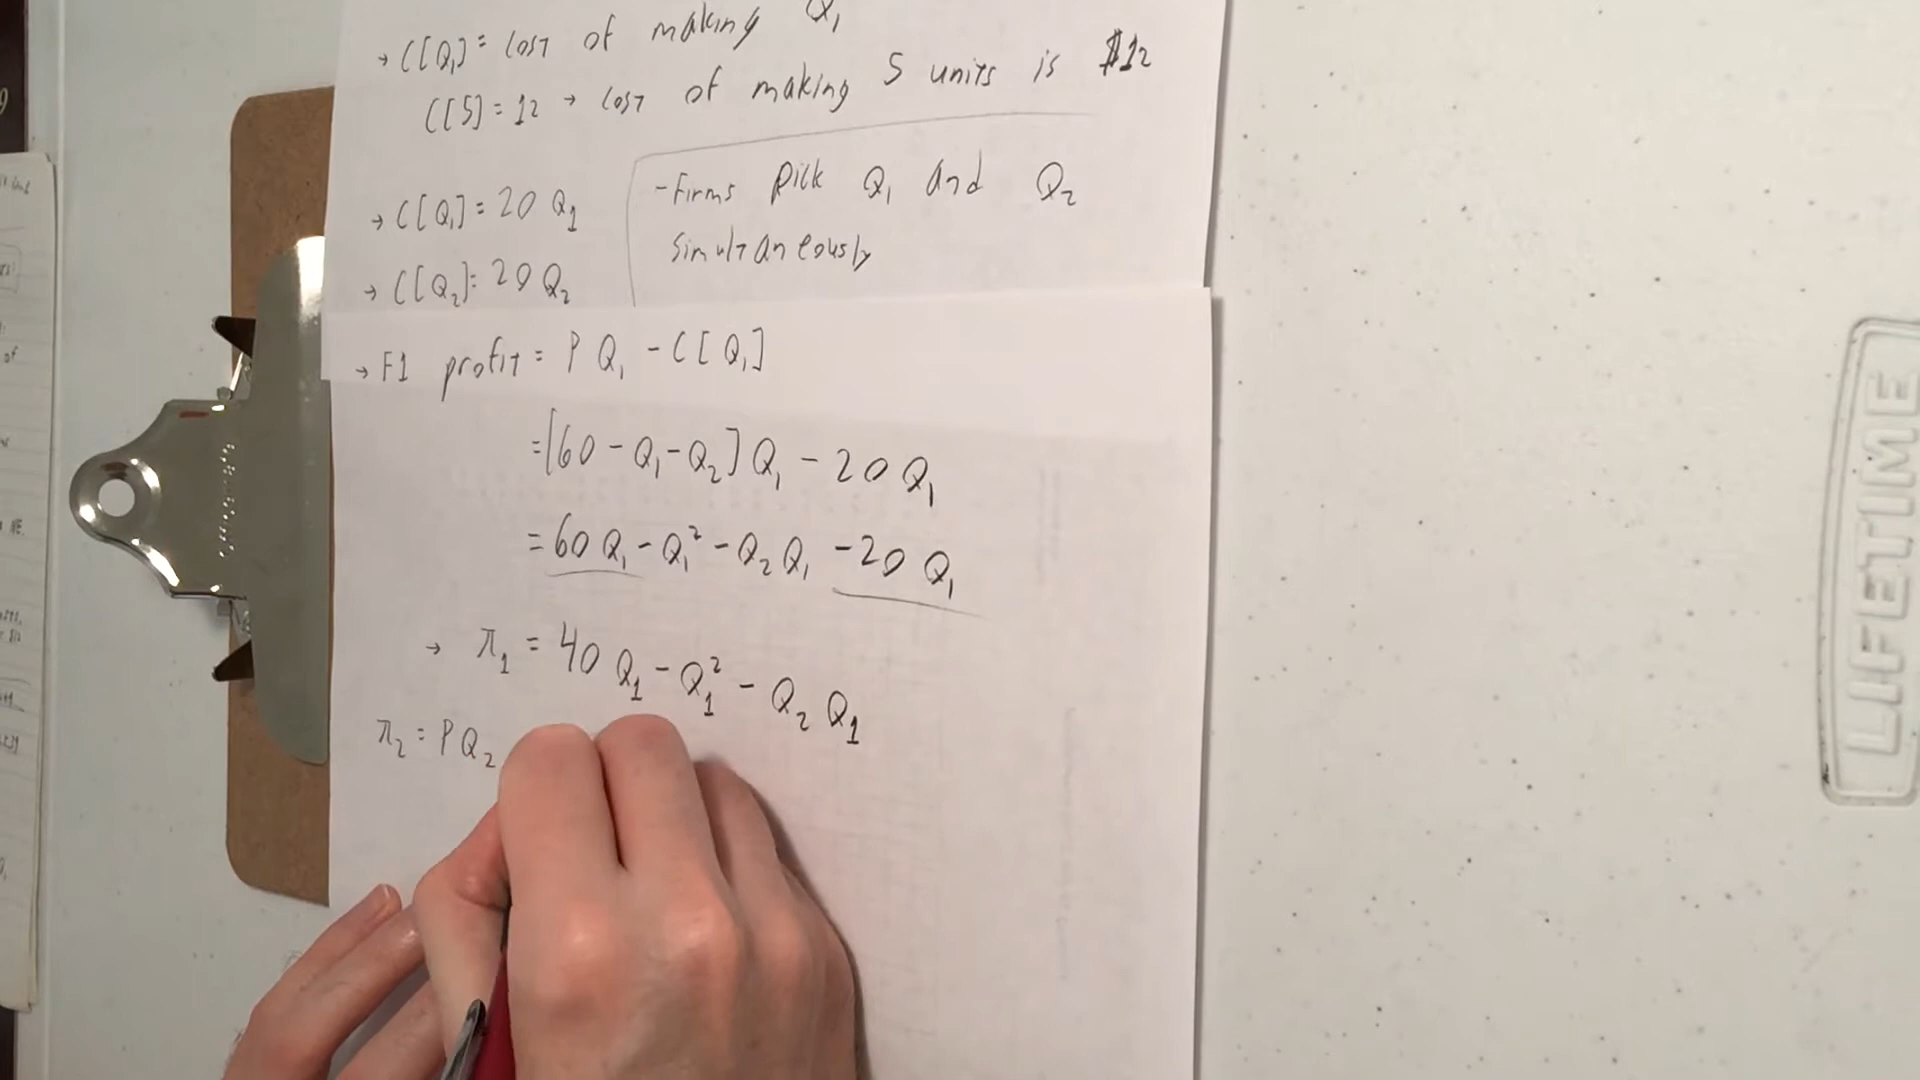 → C[Q₁] = cost of making Q₁
C[5] = 12 → cost of making 5 units is $12
→ C[Q₁] = 20 Q₁
→ C[Q₂] = 20 Q₂
- Firms pick Q₁ and Q₂
simultaneously
→ F1 profit = P Q₁ - C[Q₁]
= [60 - Q₁ - Q₂] Q₁ - 20 Q₁
= 60 Q₁ - Q₁² - Q₂ Q₁ - 20 Q₁
→ π₁ = 40 Q₁ - Q₁² - Q₂ Q₁
π₂ = P Q₂
LIFETIME